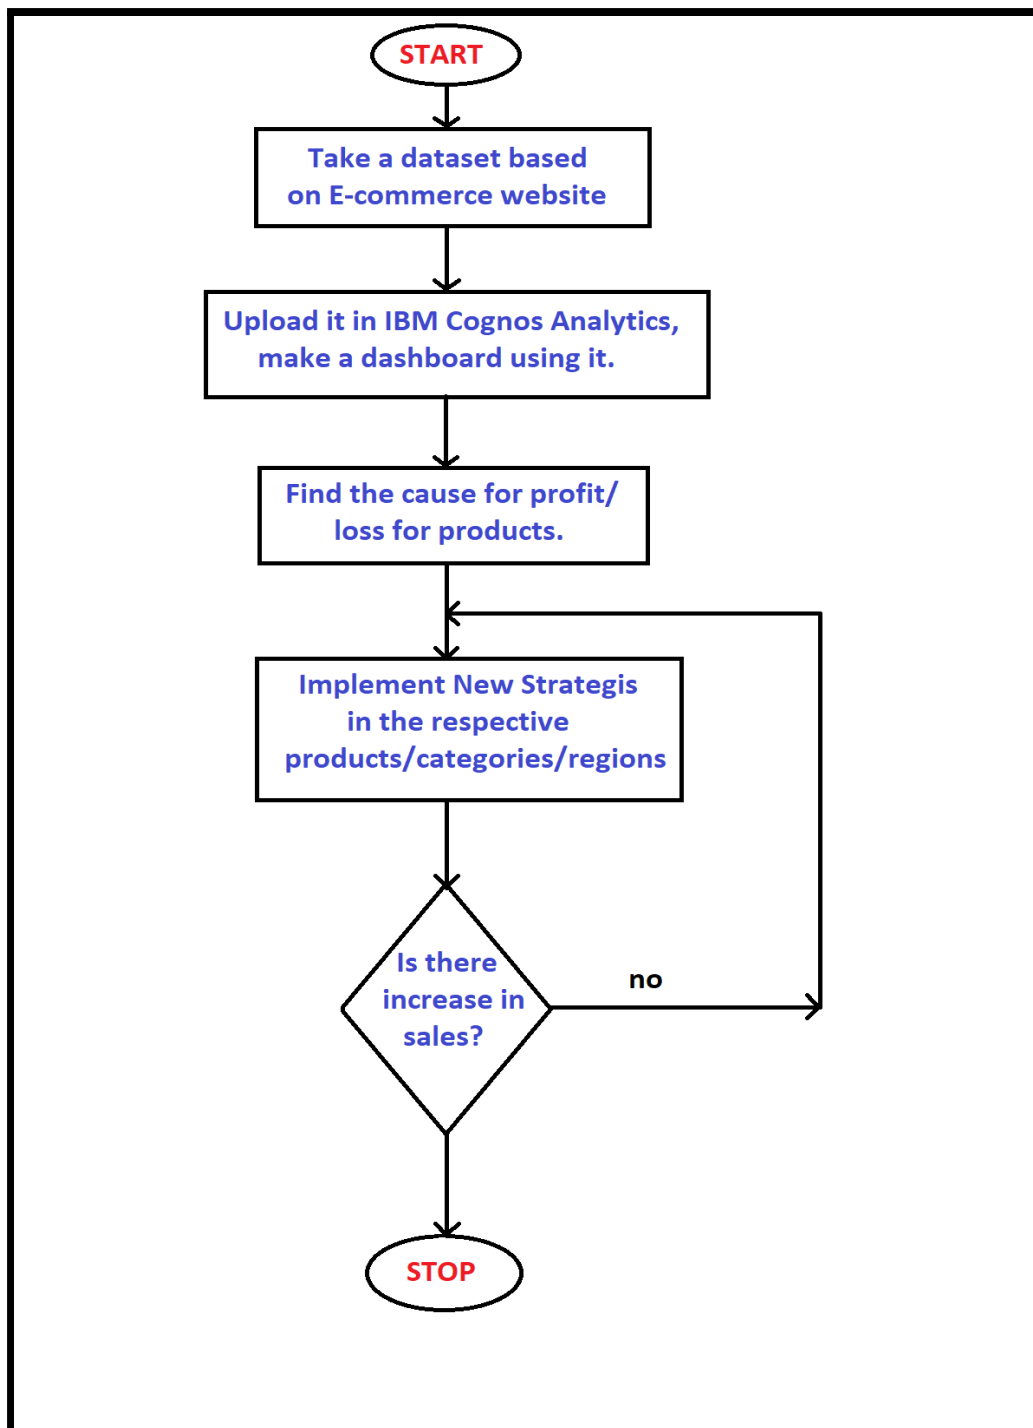 START
Take a dataset based
on E-commerce website
Upload it in IBM Cognos Analytics,
make a dashboard using it.
Find the cause for profit/
loss for products.
Implement New Strategis
in the respective
products/categories/regions
Is there
increase in
sales?
no
STOP